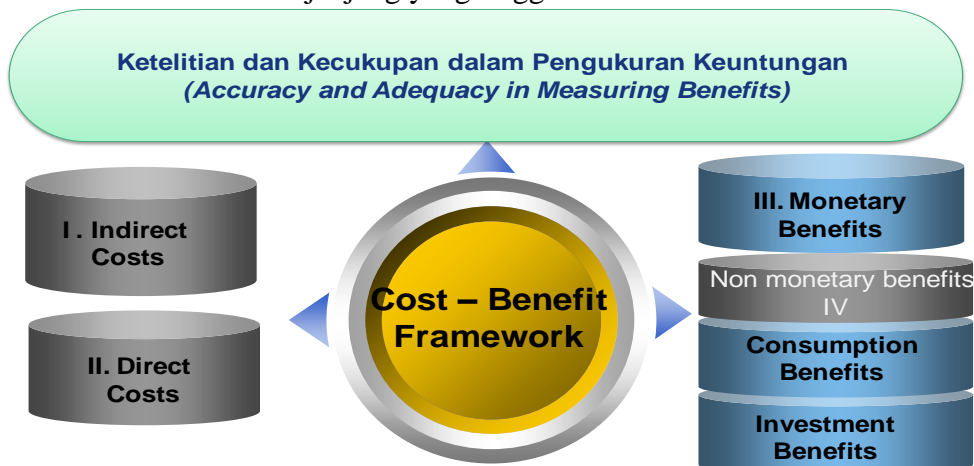 Ketelitian dan Kecukupan dalam Pengukuran Keuntungan
(Accuracy and Adequacy in Measuring Benefits)
I . Indirect
Costs
II. Direct
Costs
Cost – Benefit
Framework
III. Monetary
Benefits
Non monetary benefits
IV
Consumption
Benefits
Investment
Benefits